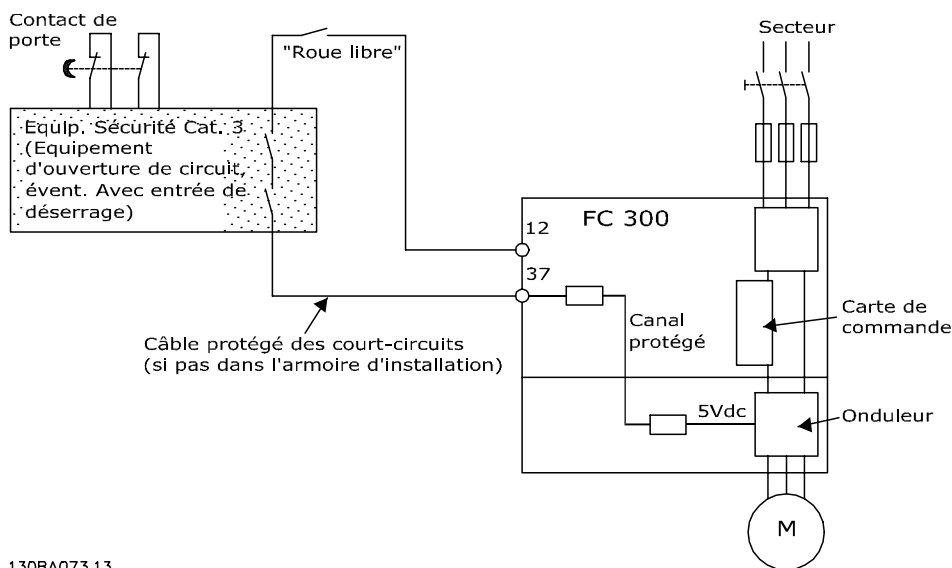 Contact de
porte
"Roue libre"
Secteur
Equip. Sécurité Cat. 3
(Equipement
d'ouverture de circuit,
évent. Avec entrée de
déserrage)
12
FC 300
37
Canal
protégé
Carte de
commande
Câble protégé des court-circuits
(si pas dans l'armoire d'installation)
5Vdc
Onduleur
M
130BA073.13